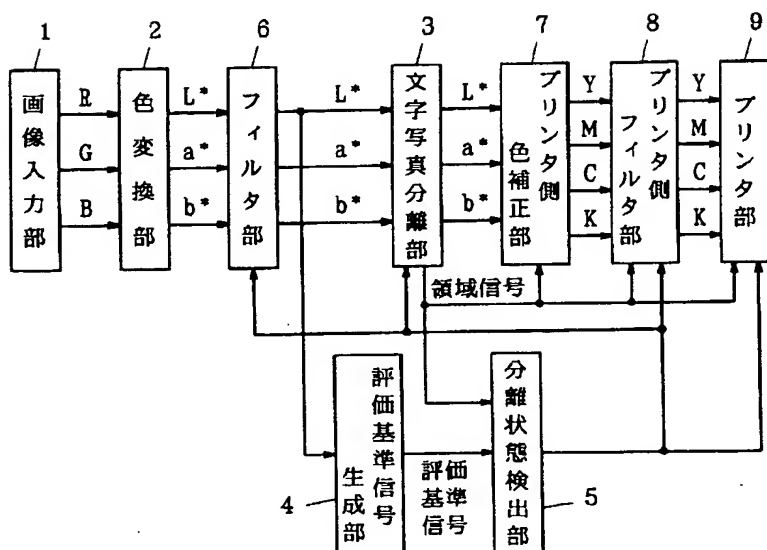 1
2
6
3
7
8
9
画像入力部
R
G
B
色変換部
L*
a*
b*
フィルタ部
L*
a*
b*
文字写真分離部
L*
a*
b*
プリンタ側
色補正部
Y
M
C
K
プリンタ側
フィルタ部
Y
M
C
K
プリンタ部
領域信号
評価基準信号
生成部
4
評価
基準
信号
分離状態検出部
5